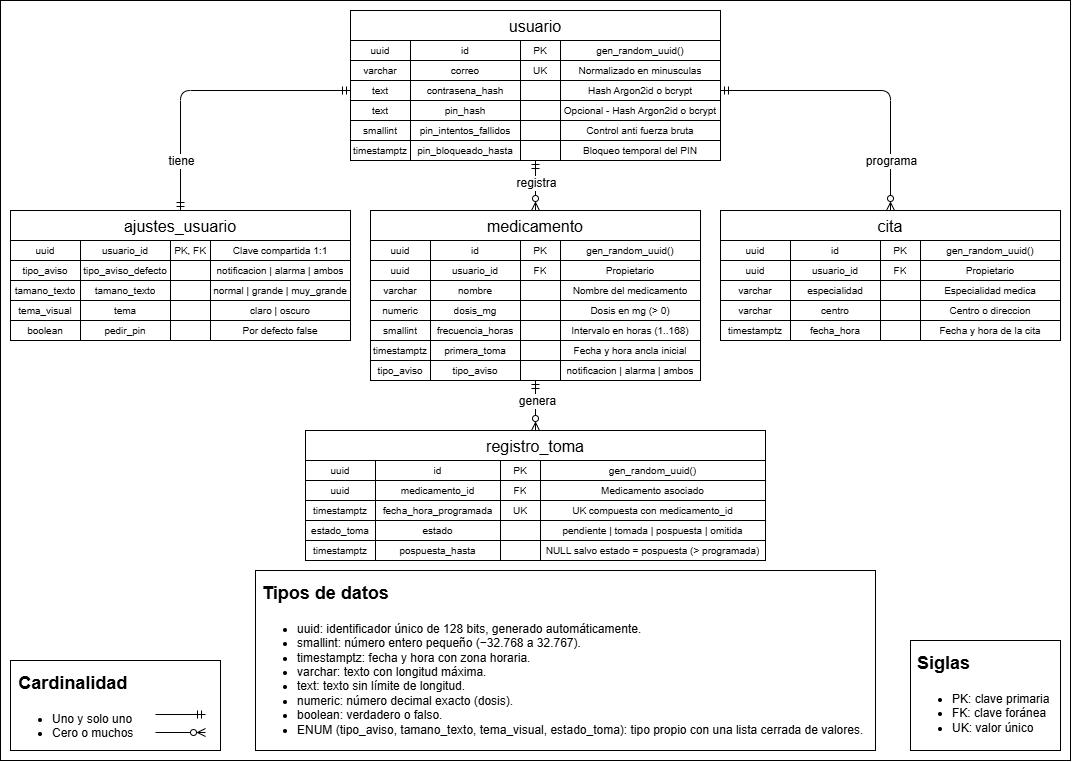 usuario
uuid id PK gen_random_uuid()
varchar correo UK Normalizado en minusculas
text contrasena_hash Hash Argon2id o bcrypt
text pin_hash Opcional - Hash Argon2id o bcrypt
smallint pin_intentos_fallidos Control anti fuerza bruta
timestamptz pin_bloqueado_hasta Bloqueo temporal del PIN
tiene
registra
programa
ajustes_usuario
uuid usuario_id PK, FK Clave compartida 1:1
tipo_aviso tipo_aviso_defecto notificacion | alarma | ambos
tamano_texto tamano_texto normal | grande | muy_grande
tema_visual tema claro | oscuro
boolean pedir_pin Por defecto false
medicamento
uuid id PK gen_random_uuid()
uuid usuario_id FK Propietario
varchar nombre Nombre del medicamento
numeric dosis_mg Dosis en mg (> 0)
smallint frecuencia_horas Intervalo en horas (1..168)
timestamptz primera_toma Fecha y hora ancla inicial
tipo_aviso tipo_aviso notificacion | alarma | ambos
cita
uuid id PK gen_random_uuid()
uuid usuario_id FK Propietario
varchar especialidad Especialidad medica
varchar centro Centro o direccion
timestamptz fecha_hora Fecha y hora de la cita
genera
registro_toma
uuid id PK gen_random_uuid()
uuid medicamento_id FK Medicamento asociado
timestamptz fecha_hora_programada UK UK compuesta con medicamento_id
estado_toma estado pendiente | tomada | pospuesta | omitida
timestamptz pospuesta_hasta NULL salvo estado = pospuesta (> programada)
Cardinalidad
• Uno y solo uno
• Cero o muchos
Tipos de datos
• uuid: identificador único de 128 bits, generado automáticamente.
• smallint: número entero pequeño (−32.768 a 32.767).
• timestamptz: fecha y hora con zona horaria.
• varchar: texto con longitud máxima.
• text: texto sin límite de longitud.
• numeric: número decimal exacto (dosis).
• boolean: verdadero o falso.
• ENUM (tipo_aviso, tamano_texto, tema_visual, estado_toma): tipo propio con una lista cerrada de valores.
Siglas
• PK: clave primaria
• FK: clave foránea
• UK: valor único